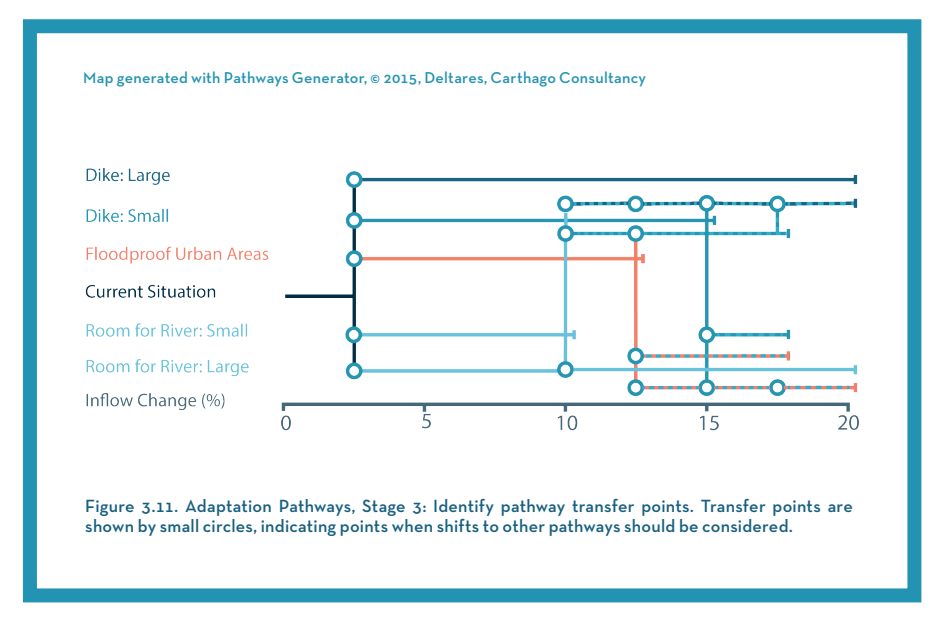 Map generated with Pathways Generator, © 2015, Deltares, Carthago Consultancy
Dike: Large
Dike: Small
Floodproof Urban Areas
Current Situation
Room for River: Small
Room for River: Large
Inflow Change (%)
0 5 10 15 20
Figure 3.11. Adaptation Pathways, Stage 3: Identify pathway transfer points. Transfer points are
shown by small circles, indicating points when shifts to other pathways should be considered.